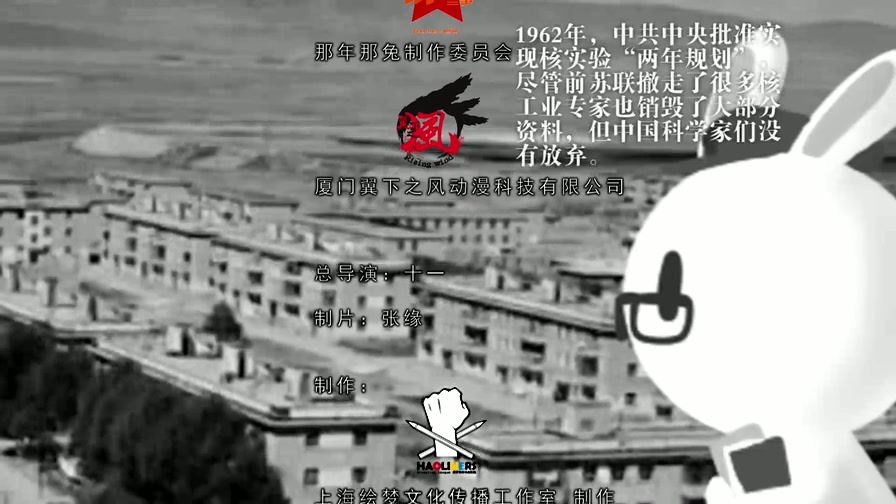 那年那兔制作委员会
1962年，中共中央批准实
现核实验“两年规划”，
尽管前苏联撤走了很多核
工业专家也销毁了大部分
资料，但中国科学家们没
有放弃。
風
Rising wind
厦门翼下之风动漫科技有限公司
总导演：十一
制片：张缘
制作：
HAOLINERS
上海绘梦文化传播工作室 制作